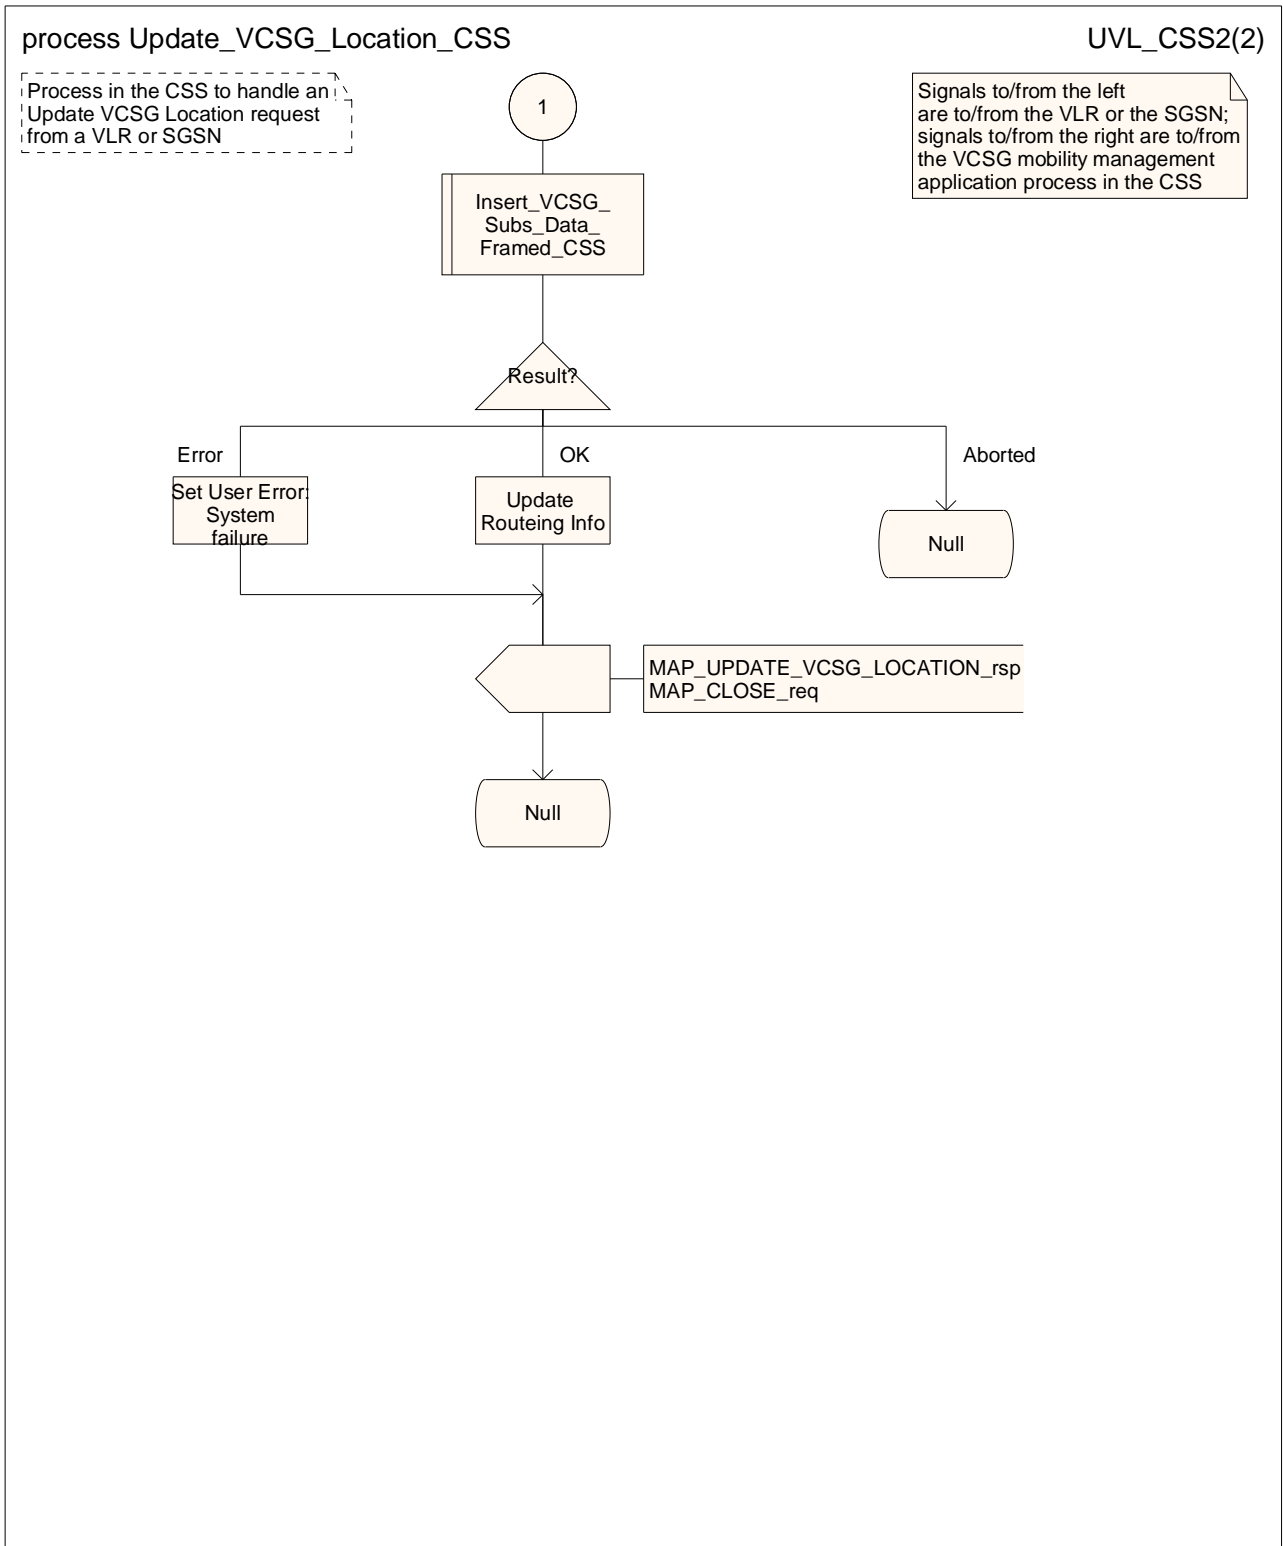 process Update_VCSG_Location_CSS
UVL_CSS2(2)
Process in the CSS to handle an
Update VCSG Location request
from a VLR or SGSN
1
Signals to/from the left
are to/from the VLR or the SGSN;
signals to/from the right are to/from
the VCSG mobility management
application process in the CSS
Insert_VCSG_
Subs_Data_
Framed_CSS
Result?
Error
OK
Aborted
Set User Error:
System
failure
Update
Routeing Info
Null
MAP_UPDATE_VCSG_LOCATION_rsp
MAP_CLOSE_req
Null